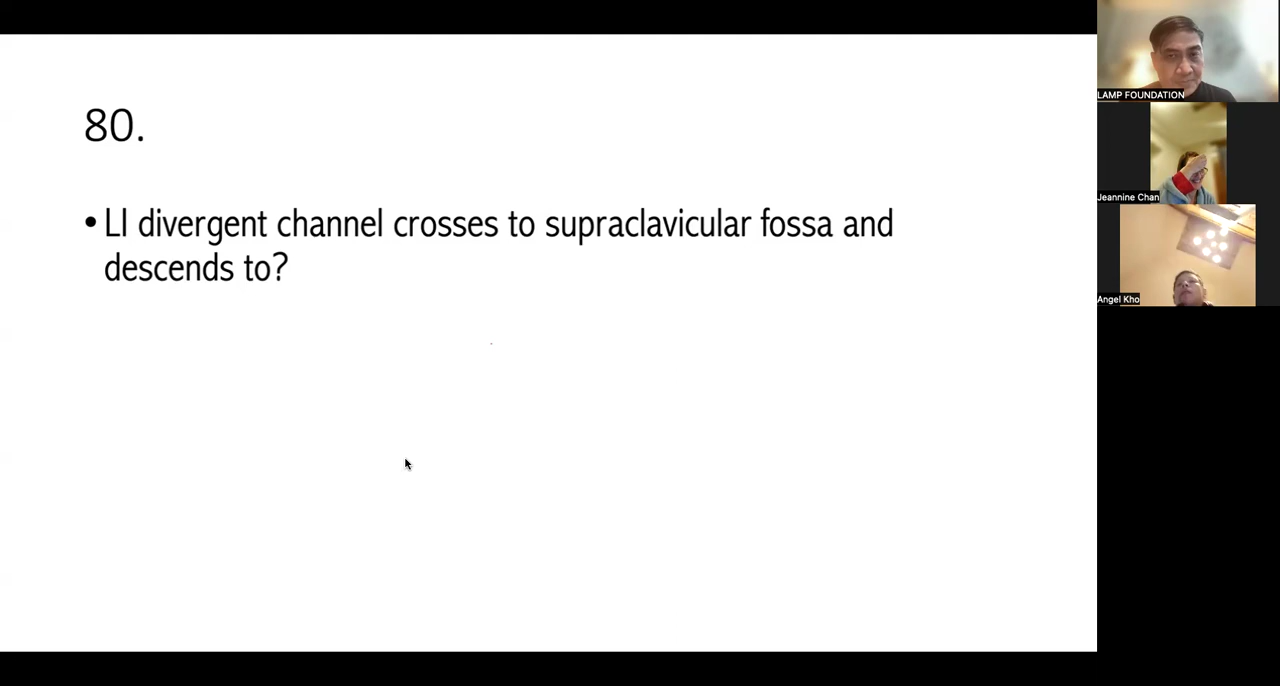 80.
• LI divergent channel crosses to supraclavicular fossa and
descends to?
LAMP FOUNDATION
Jeannine Chan
Angel Kho